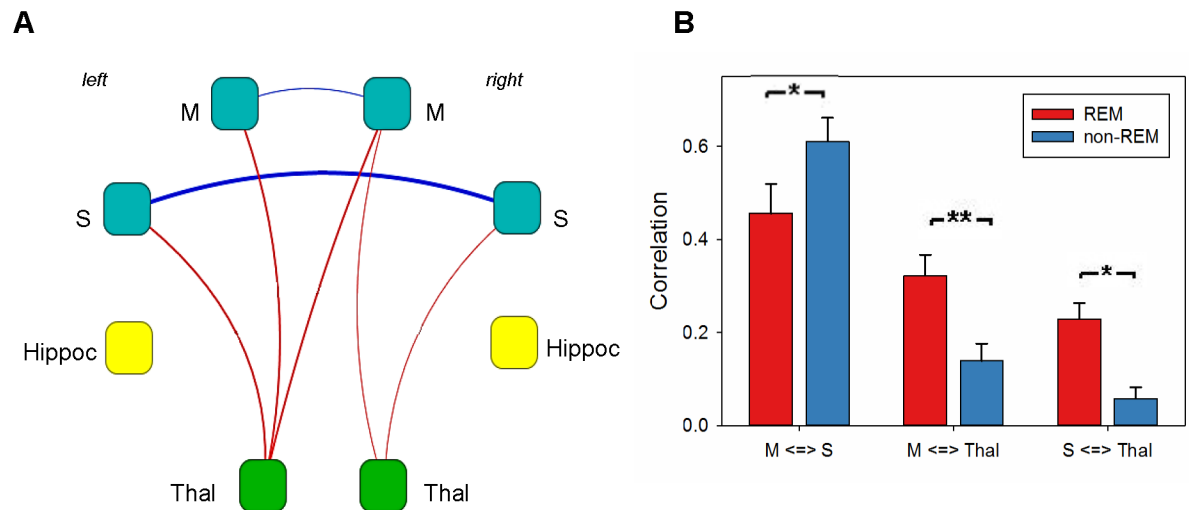 A
left
right
M
M
S
S
Hippoc
Hippoc
Thal
Thal
B
REM
non-REM
*
**
*
Correlation
0.6
0.4
0.2
0.0
M <=> S
M <=> Thal
S <=> Thal